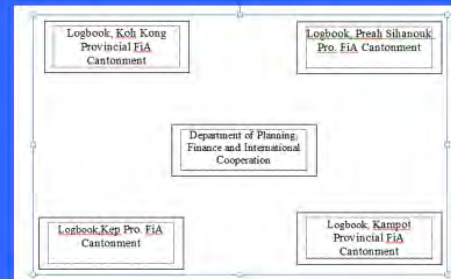 Logbook, Koh Kong
Provincial FiA
Cantonment
Logbook, Preah Sihanouk
Pro. FiA Cantonment
Department of Planning,
Finance and International
Cooperation
Logbook,Kep Pro. FiA
Cantonment
Logbook, Kampot
Provincial FiA
Cantonment